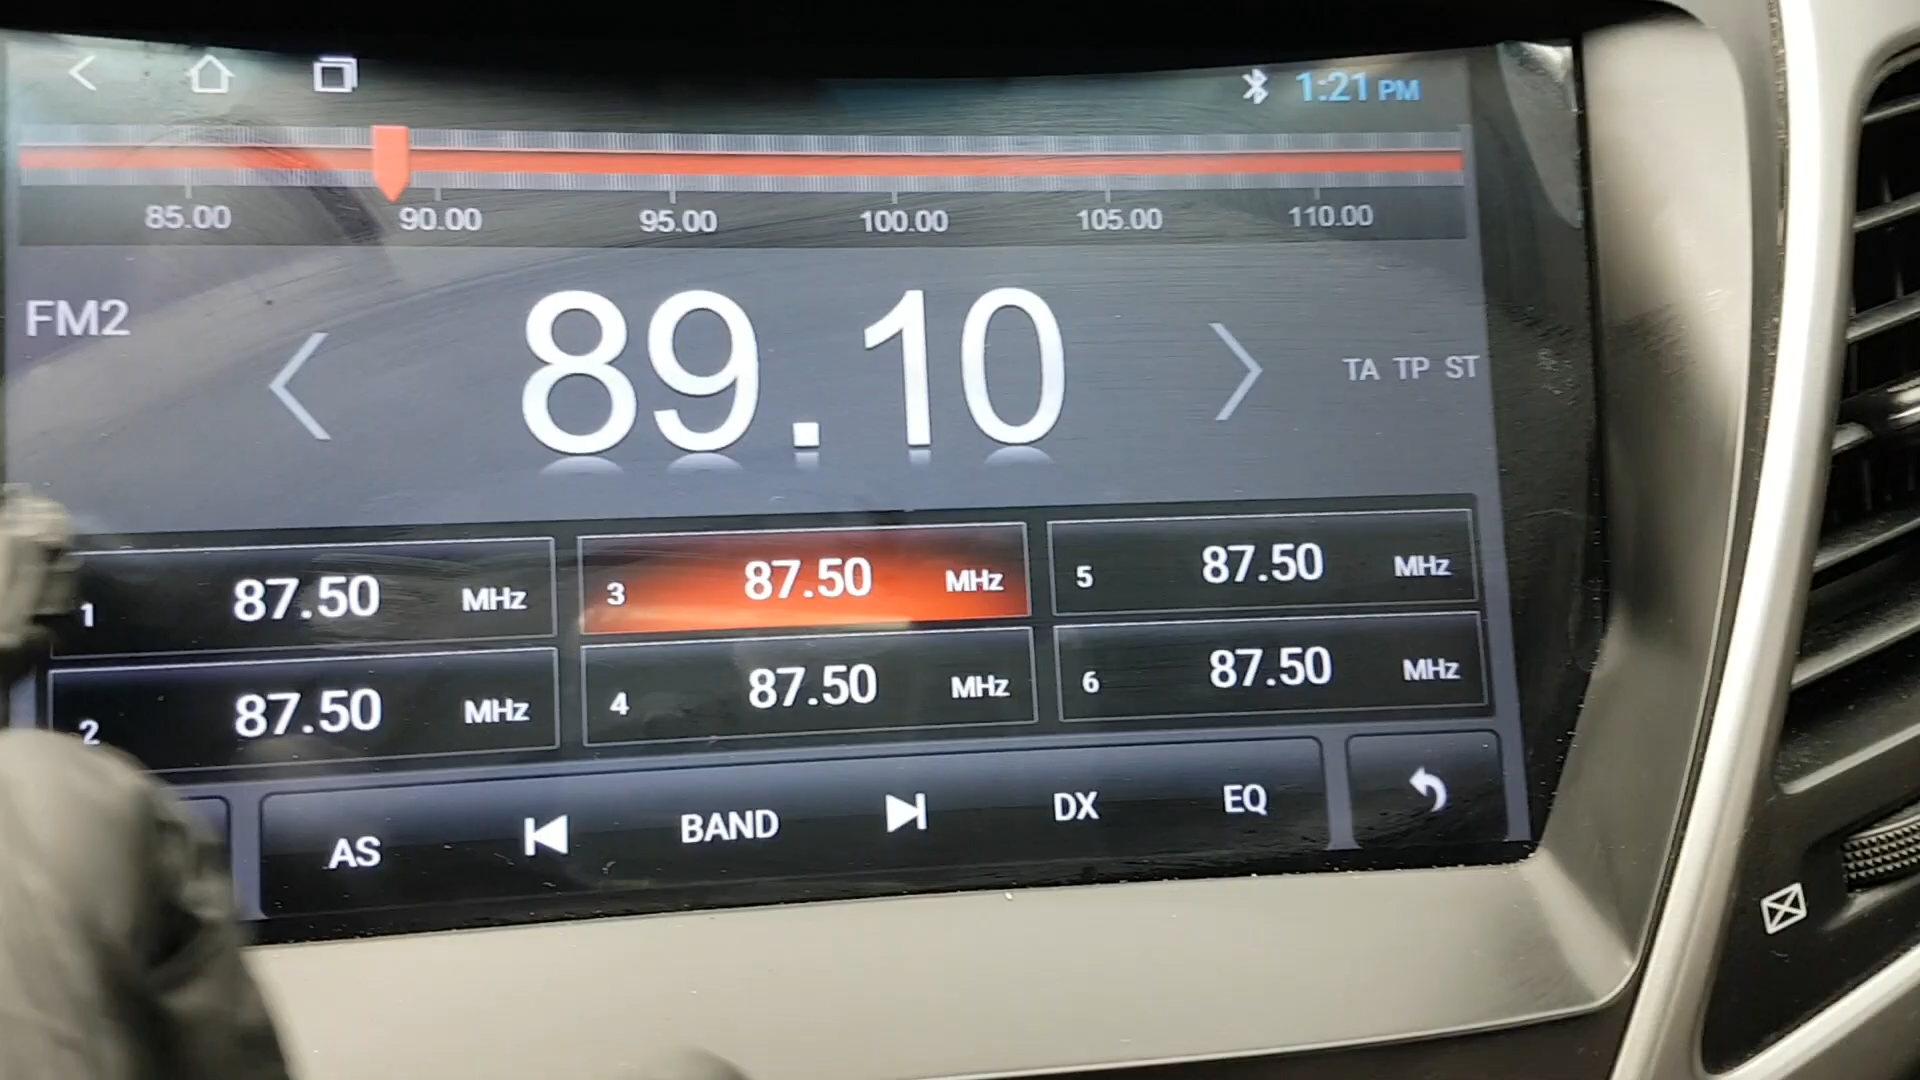 1:21 PM
85.00 90.00 95.00 100.00 105.00 110.00
FM2
89.10
TA TP ST
1 87.50 MHz
3 87.50 MHz
5 87.50 MHz
2 87.50 MHz
4 87.50 MHz
6 87.50 MHz
AS BAND DX EQ